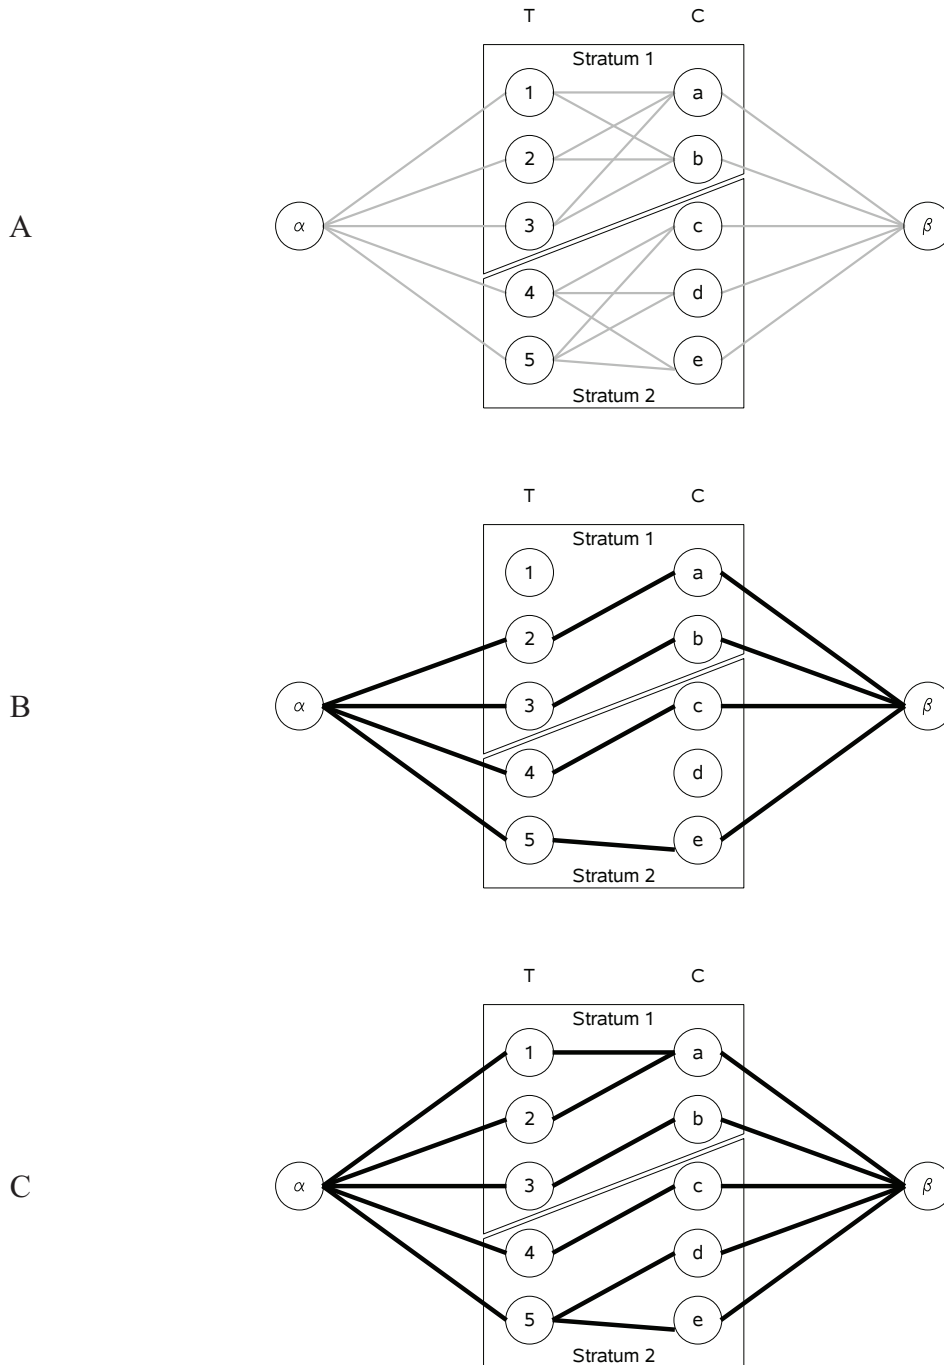 T C
Stratum 1
1 a
2 b
A α 3 c β
4 d
5 e
Stratum 2
T C
Stratum 1
1 a
2 b
B α 3 c β
4 d
5 e
Stratum 2
T C
Stratum 1
1 a
2 b
C α 3 c β
4 d
5 e
Stratum 2